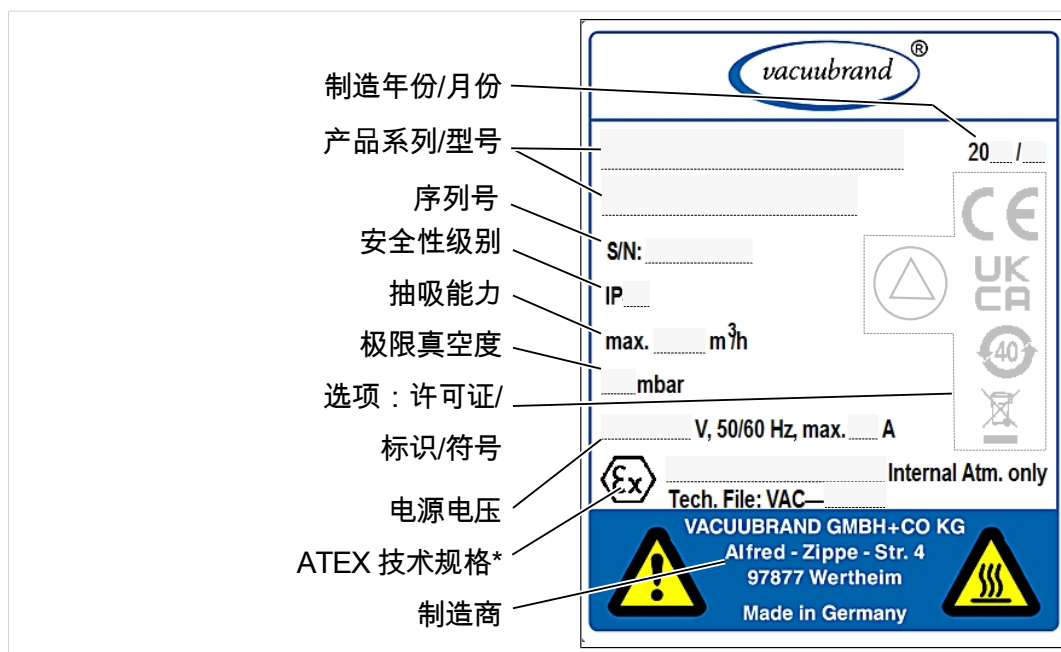 制造年份/月份
产品系列/型号
序列号
安全性级别
抽吸能力
极限真空度
选项：许可证/
标识/符号
电源电压
ATEX 技术规格*
制造商
vacuubrand ®
20 /
S/N:
IP
max. m³/h
mbar
V, 50/60 Hz, max. A
Internal Atm. only
Tech. File: VAC—
CE
UK
CA
40
Ex
VACUUBRAND GMBH+CO KG
Alfred - Zippe - Str. 4
97877 Wertheim
Made in Germany